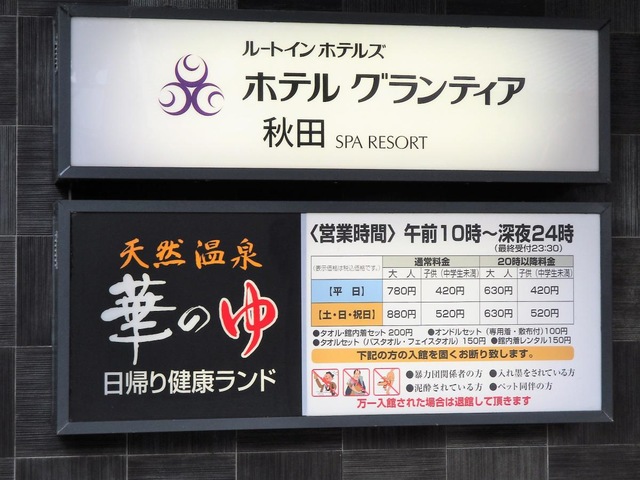 ルートイン ホテルズ
ホテル グランティア
秋田 SPA RESORT
天然温泉
華のゆ
日帰り健康ランド
〈営業時間〉午前10時〜深夜24時
(最終受付23:30)
(表示価格は税込価格です。) 通常料金 20時以降料金
大人 子供(中学生未満) 大人 子供(中学生未満)
【平 日】 780円 420円 630円 420円
【土・日・祝日】 880円 520円 630円 520円
●タオル・館内着セット 200円 ●オンドルセット(専用着・敷布付)100円
●タオルセット(バスタオル・フェイスタオル)150円 ●館内着レンタル150円
下記の方の入館を固くお断り致します。
●暴力団関係者の方 ●入れ墨をされている方
●泥酔されている方 ●ペット同伴の方
万一入館された場合は退館して頂きます